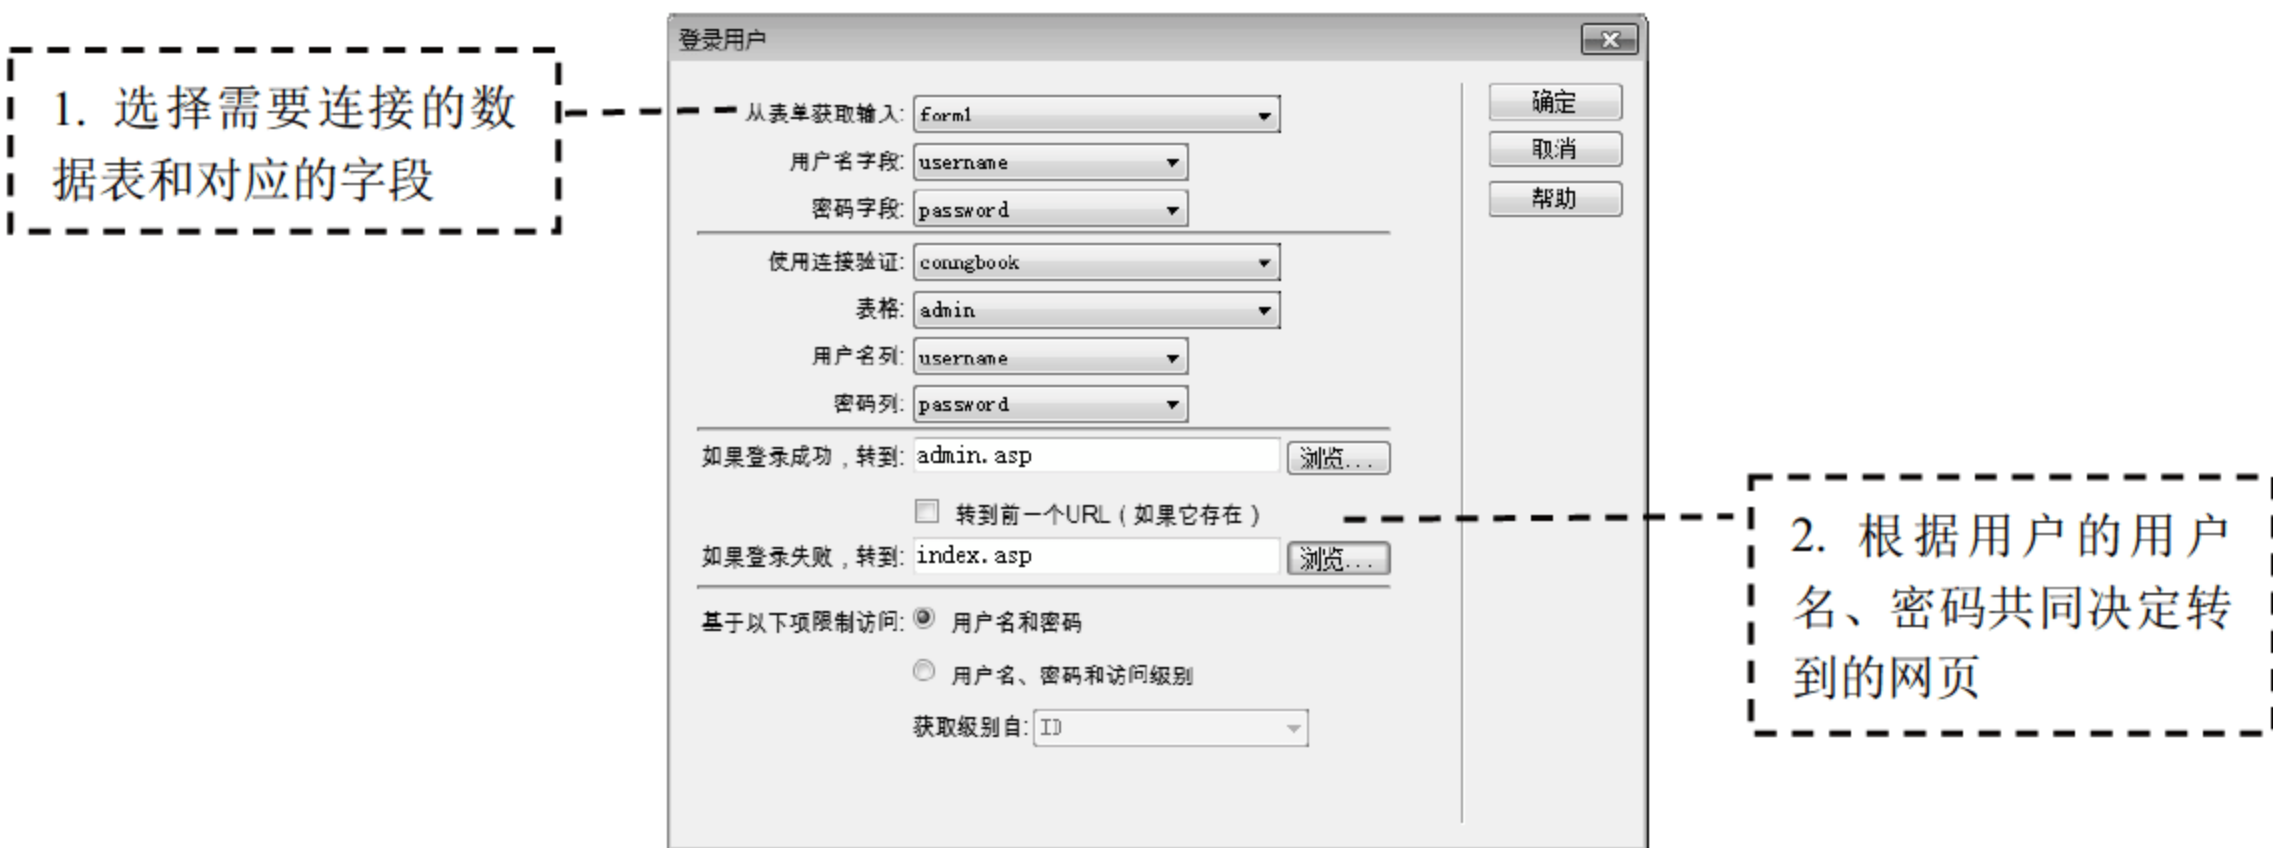 登录用户
1. 选择需要连接的数
据表和对应的字段
从表单获取输入: form1
用户名字段: username
密码字段: password
使用连接验证: conngbook
表格: admin
用户名列: username
密码列: password
如果登录成功，转到: admin.asp 浏览...
转到前一个URL（如果它存在）
如果登录失败，转到: index.asp 浏览...
基于以下项限制访问: 用户名和密码
用户名、密码和访问级别
获取级别自: ID
确定
取消
帮助
2. 根据用户的用户
名、密码共同决定转
到的网页